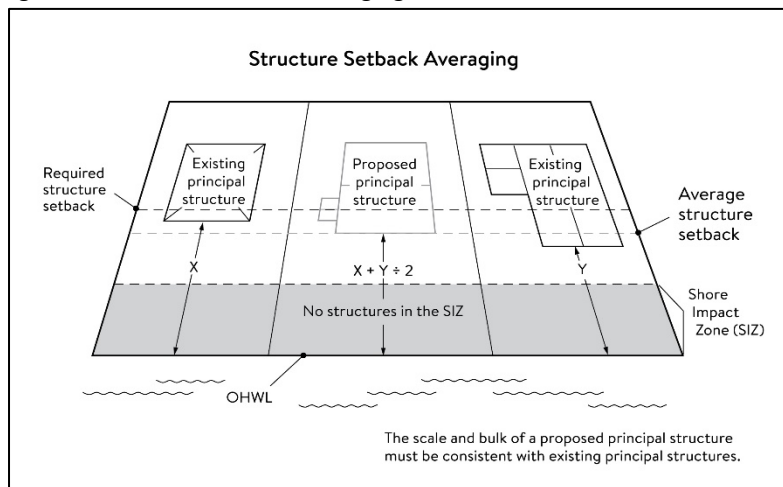 Structure Setback Averaging
Existing
principal
structure
Proposed
principal
structure
Existing
principal
structure
Required
structure
setback
Average
structure
setback
X
X + Y ÷ 2
Y
No structures in the SIZ
Shore
Impact
Zone (SIZ)
OHWL
The scale and bulk of a proposed principal structure
must be consistent with existing principal structures.